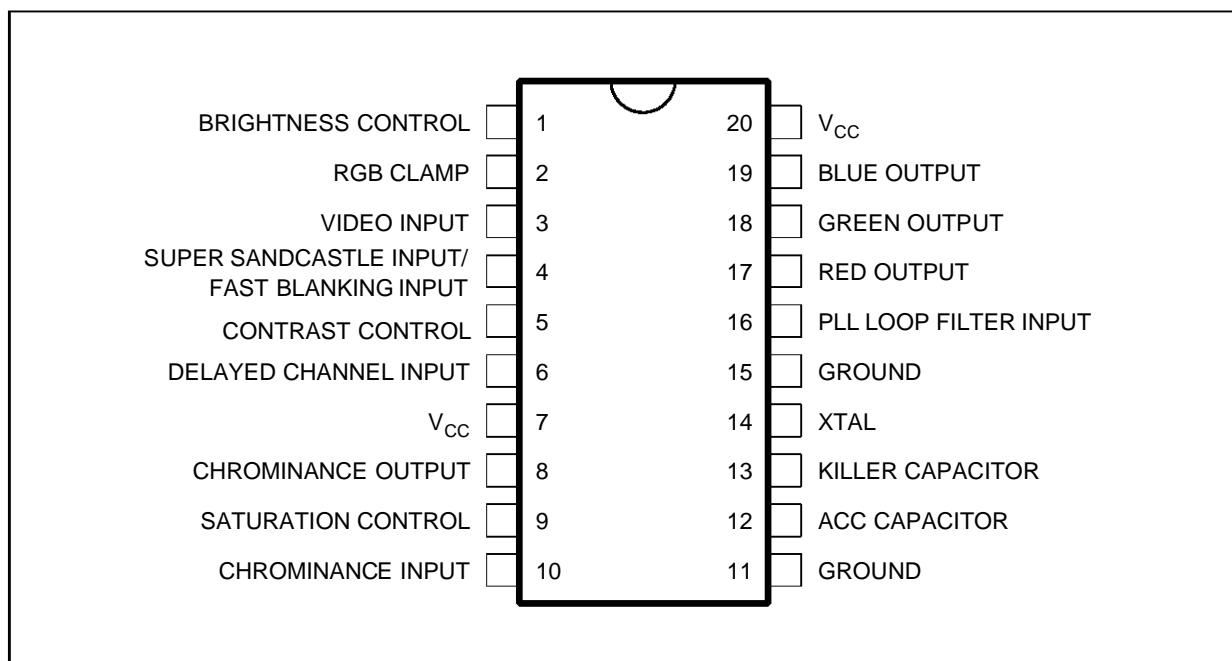 BRIGHTNESS CONTROL 1 20 VCC
RGB CLAMP 2 19 BLUE OUTPUT
VIDEO INPUT 3 18 GREEN OUTPUT
SUPER SANDCASTLE INPUT/
FAST BLANKING INPUT 4 17 RED OUTPUT
CONTRAST CONTROL 5 16 PLL LOOP FILTER INPUT
DELAYED CHANNEL INPUT 6 15 GROUND
VCC 7 14 XTAL
CHROMINANCE OUTPUT 8 13 KILLER CAPACITOR
SATURATION CONTROL 9 12 ACC CAPACITOR
CHROMINANCE INPUT 10 11 GROUND